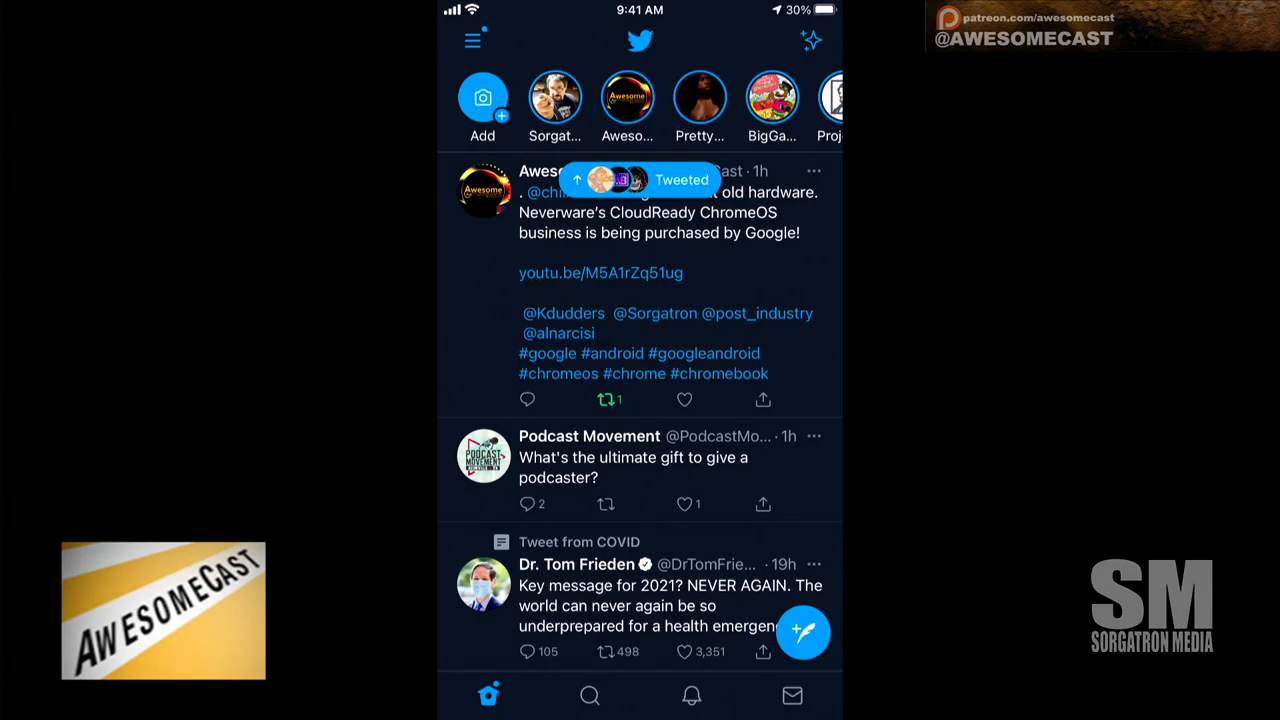 9:41 AM
30%
patreon.com/awesomecast
@AWESOMECAST
Add
Sorgat...
Aweso...
Pretty...
BigGa...
Proj
Awes
Tweeted
ast · 1h
. @chi
old hardware.
Neverware's CloudReady ChromeOS
business is being purchased by Google!
youtu.be/M5A1rZq51ug
@Kdudders @Sorgatron @post_industry
@alnarcisi
#google #android #googleandroid
#chromeos #chrome #chromebook
1
Podcast Movement @PodcastMo... · 1h
What's the ultimate gift to give a
podcaster?
2
1
PODCAST
MOVEMENT
Tweet from COVID
Dr. Tom Frieden @DrTomFrie... · 19h
Key message for 2021? NEVER AGAIN. The
world can never again be so
underprepared for a health emergen
105
498
3,351
AWESOMECAST
SM
SORGATRON MEDIA